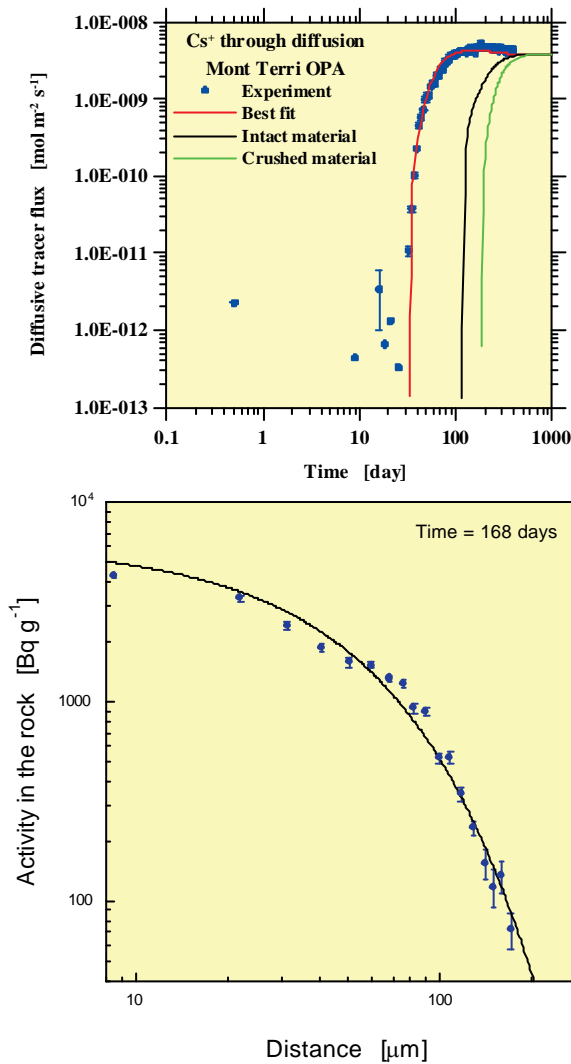 Cs⁺ through diffusion
Mont Terri OPA
Experiment
Best fit
Intact material
Crushed material
1.0E-008
1.0E-009
1.0E-010
1.0E-011
1.0E-012
1.0E-013
Diffusive tracer flux [mol m⁻² s⁻¹]
0.1 1 10 100 1000
Time [day]
Time = 168 days
10⁴
1000
100
Activity in the rock [Bq g⁻¹]
10 100
Distance [μm]